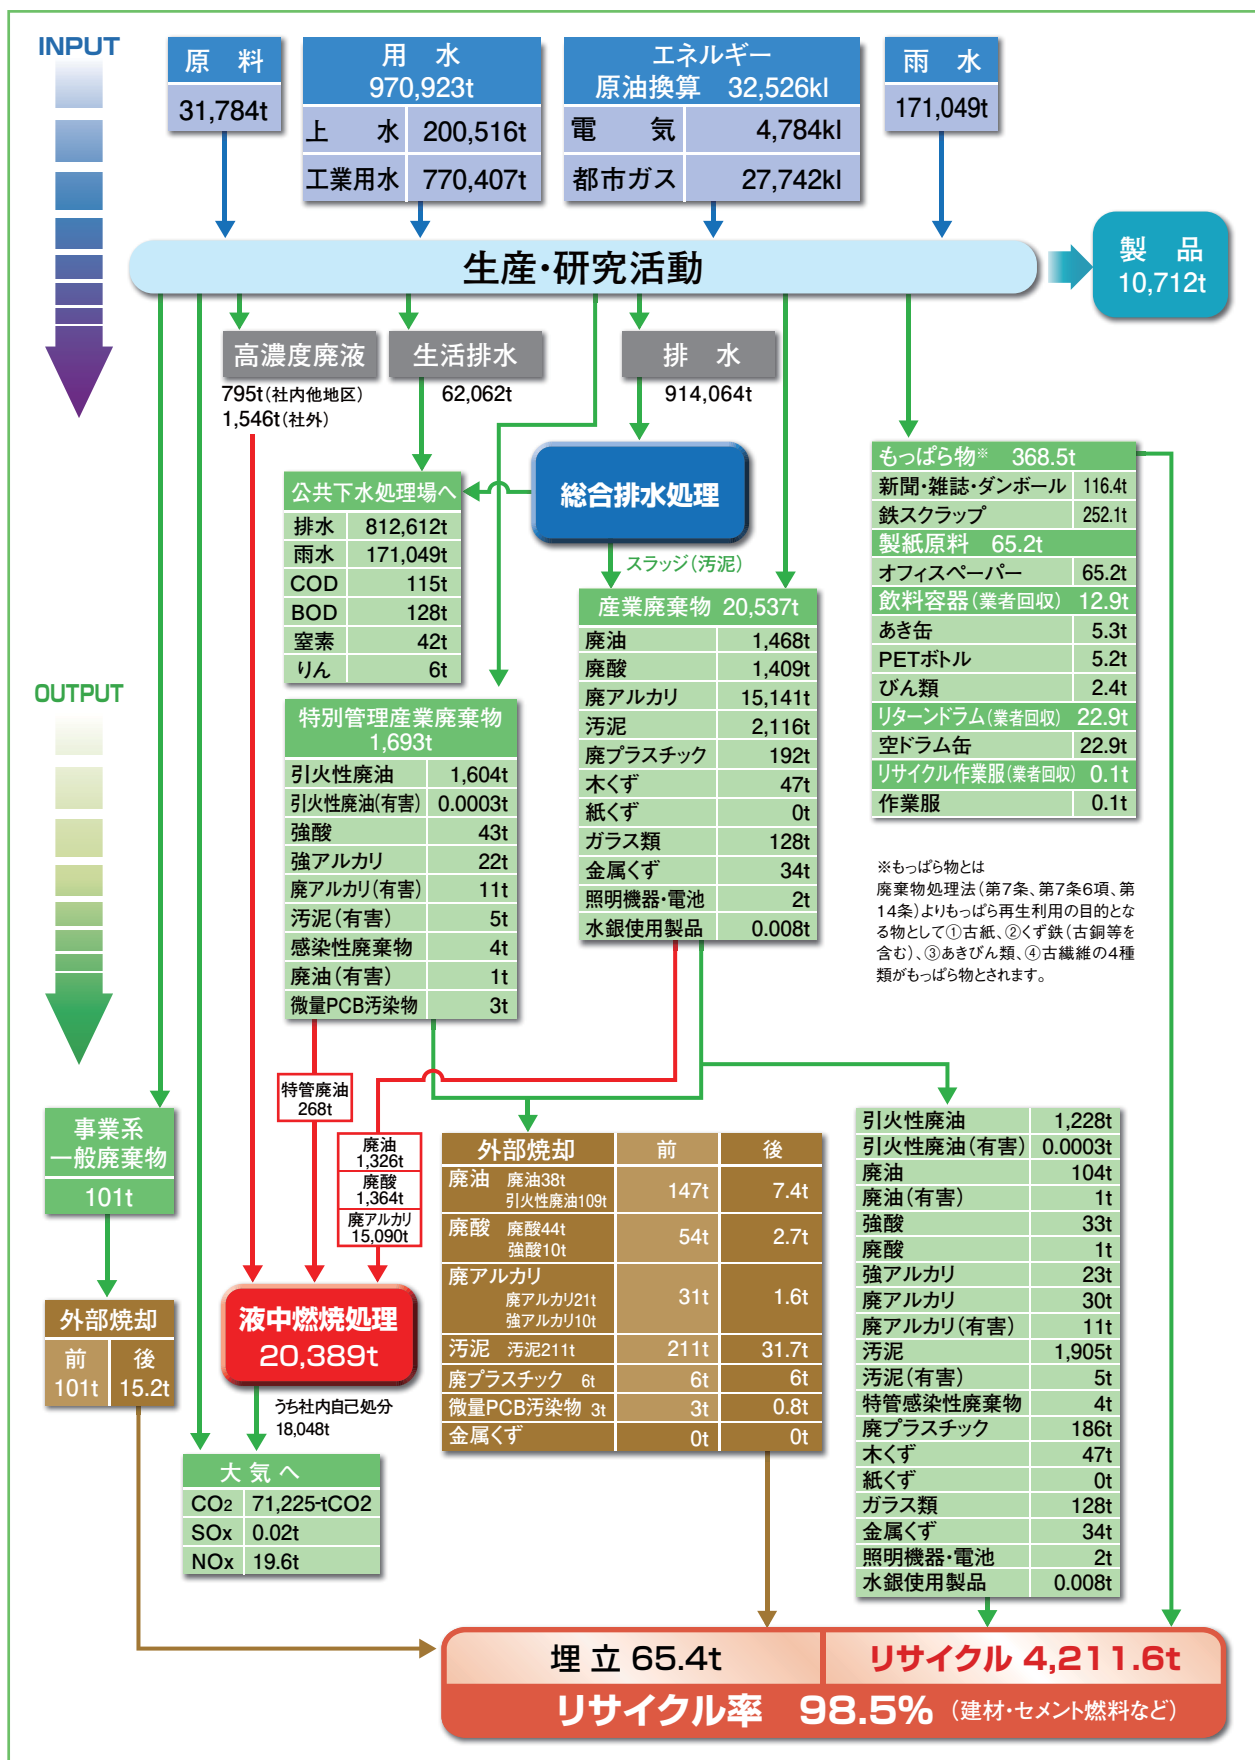 INPUT
原　料
31,784t
用　水
970,923t
上　水 200,516t
工業用水 770,407t
エネルギー
原油換算 32,526kl
電　気 4,784kl
都市ガス 27,742kl
雨　水
171,049t
生産・研究活動
製　品
10,712t
高濃度廃液
795t(社内他地区)
1,546t(社外)
生活排水
62,062t
排　水
914,064t
総合排水処理
スラッジ(汚泥)
公共下水処理場へ
排水 812,612t
雨水 171,049t
COD 115t
BOD 128t
窒素 42t
りん 6t
もっぱら物※ 368.5t
新聞・雑誌・ダンボール 116.4t
鉄スクラップ 252.1t
製紙原料 65.2t
オフィスペーパー 65.2t
飲料容器(業者回収) 12.9t
あき缶 5.3t
PETボトル 5.2t
びん類 2.4t
リターンドラム(業者回収) 22.9t
空ドラム缶 22.9t
リサイクル作業服(業者回収) 0.1t
作業服 0.1t
産業廃棄物 20,537t
廃油 1,468t
廃酸 1,409t
廃アルカリ 15,141t
汚泥 2,116t
廃プラスチック 192t
木くず 47t
紙くず 0t
ガラス類 128t
金属くず 34t
照明機器・電池 2t
水銀使用製品 0.008t
OUTPUT
特別管理産業廃棄物
1,693t
引火性廃油 1,604t
引火性廃油(有害) 0.0003t
強酸 43t
強アルカリ 22t
廃アルカリ(有害) 11t
汚泥(有害) 5t
感染性廃棄物 4t
廃油(有害) 1t
微量PCB汚染物 3t
※もっぱら物とは
廃棄物処理法(第7条、第7条6項、第
14条)よりもっぱら再生利用の目的とな
る物として①古紙、②くず鉄(古銅等を
含む)、③あきびん類、④古繊維の4種
類がもっぱら物とされます。
特管廃油
268t
廃油
1,326t
廃酸
1,364t
廃アルカリ
15,090t
事業系
一般廃棄物
101t
外部焼却
前 後
101t 15.2t
液中燃焼処理
20,389t
うち社内自己処分
18,048t
大気へ
CO2 71,225-tCO2
SOx 0.02t
NOx 19.6t
外部焼却 前 後
廃油 廃油38t
引火性廃油109t 147t 7.4t
廃酸 廃酸44t
強酸10t 54t 2.7t
廃アルカリ
廃アルカリ21t
強アルカリ10t 31t 1.6t
汚泥 汚泥211t 211t 31.7t
廃プラスチック 6t 6t 6t
微量PCB汚染物 3t 3t 0.8t
金属くず 0t 0t
引火性廃油 1,228t
引火性廃油(有害) 0.0003t
廃油 104t
廃油(有害) 1t
強酸 33t
廃酸 1t
強アルカリ 23t
廃アルカリ 30t
廃アルカリ(有害) 11t
汚泥 1,905t
汚泥(有害) 5t
特管感染性廃棄物 4t
廃プラスチック 186t
木くず 47t
紙くず 0t
ガラス類 128t
金属くず 34t
照明機器・電池 2t
水銀使用製品 0.008t
埋立 65.4t
リサイクル 4,211.6t
リサイクル率 98.5% (建材・セメント燃料など)